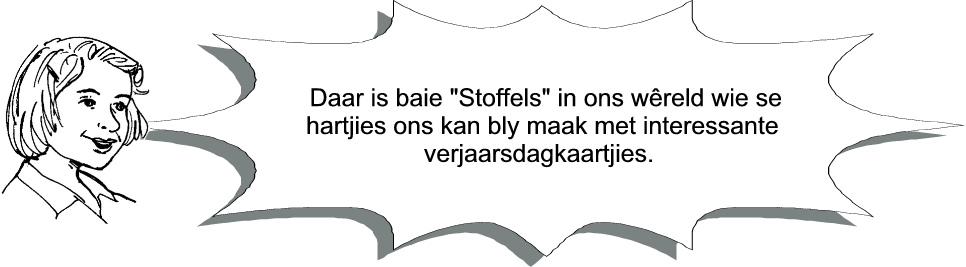 Daar is baie "Stoffels" in ons wêreld wie se
hartjies ons kan bly maak met interessante
verjaarsdagkaartjies.